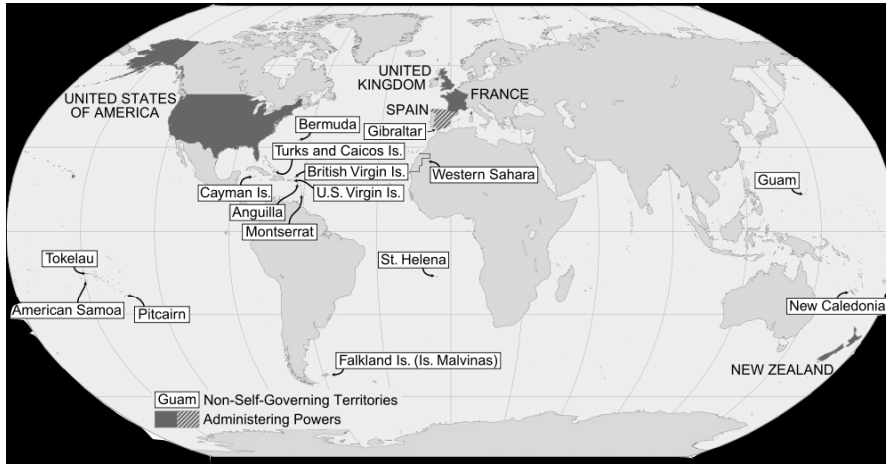 UNITED STATES
OF AMERICA
UNITED
KINGDOM
FRANCE
SPAIN
Bermuda
Gibraltar
Turks and Caicos Is.
British Virgin Is.
Western Sahara
Cayman Is.
U.S. Virgin Is.
Guam
Anguilla
Montserrat
Tokelau
St. Helena
American Samoa
Pitcairn
New Caledonia
Falkland Is. (Is. Malvinas)
NEW ZEALAND
Guam Non-Self-Governing Territories
Administering Powers